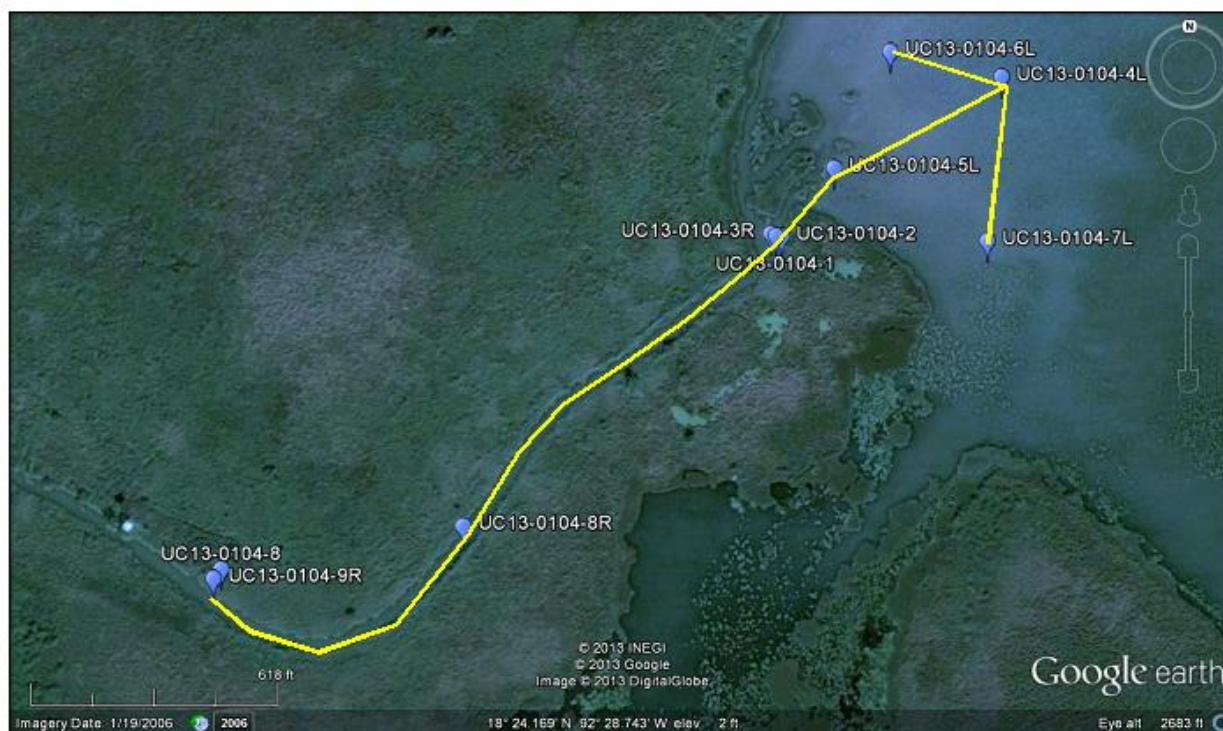 N
UC13-0104-6L
UC13-0104-4L
UC13-0104-5L
UC13-0104-3R
UC13-0104-2
UC13-0104-7L
UC13-0104-1
UC13-0104-8R
UC13-0104-8
UC13-0104-9R
© 2013 INEGI
© 2013 Google
Image © 2013 DigitalGlobe
618 ft
Google earth
Imagery Date 1/19/2006 2006 18° 24.169' N 92° 28.743' W elev 2 ft Eye alt 2683 ft